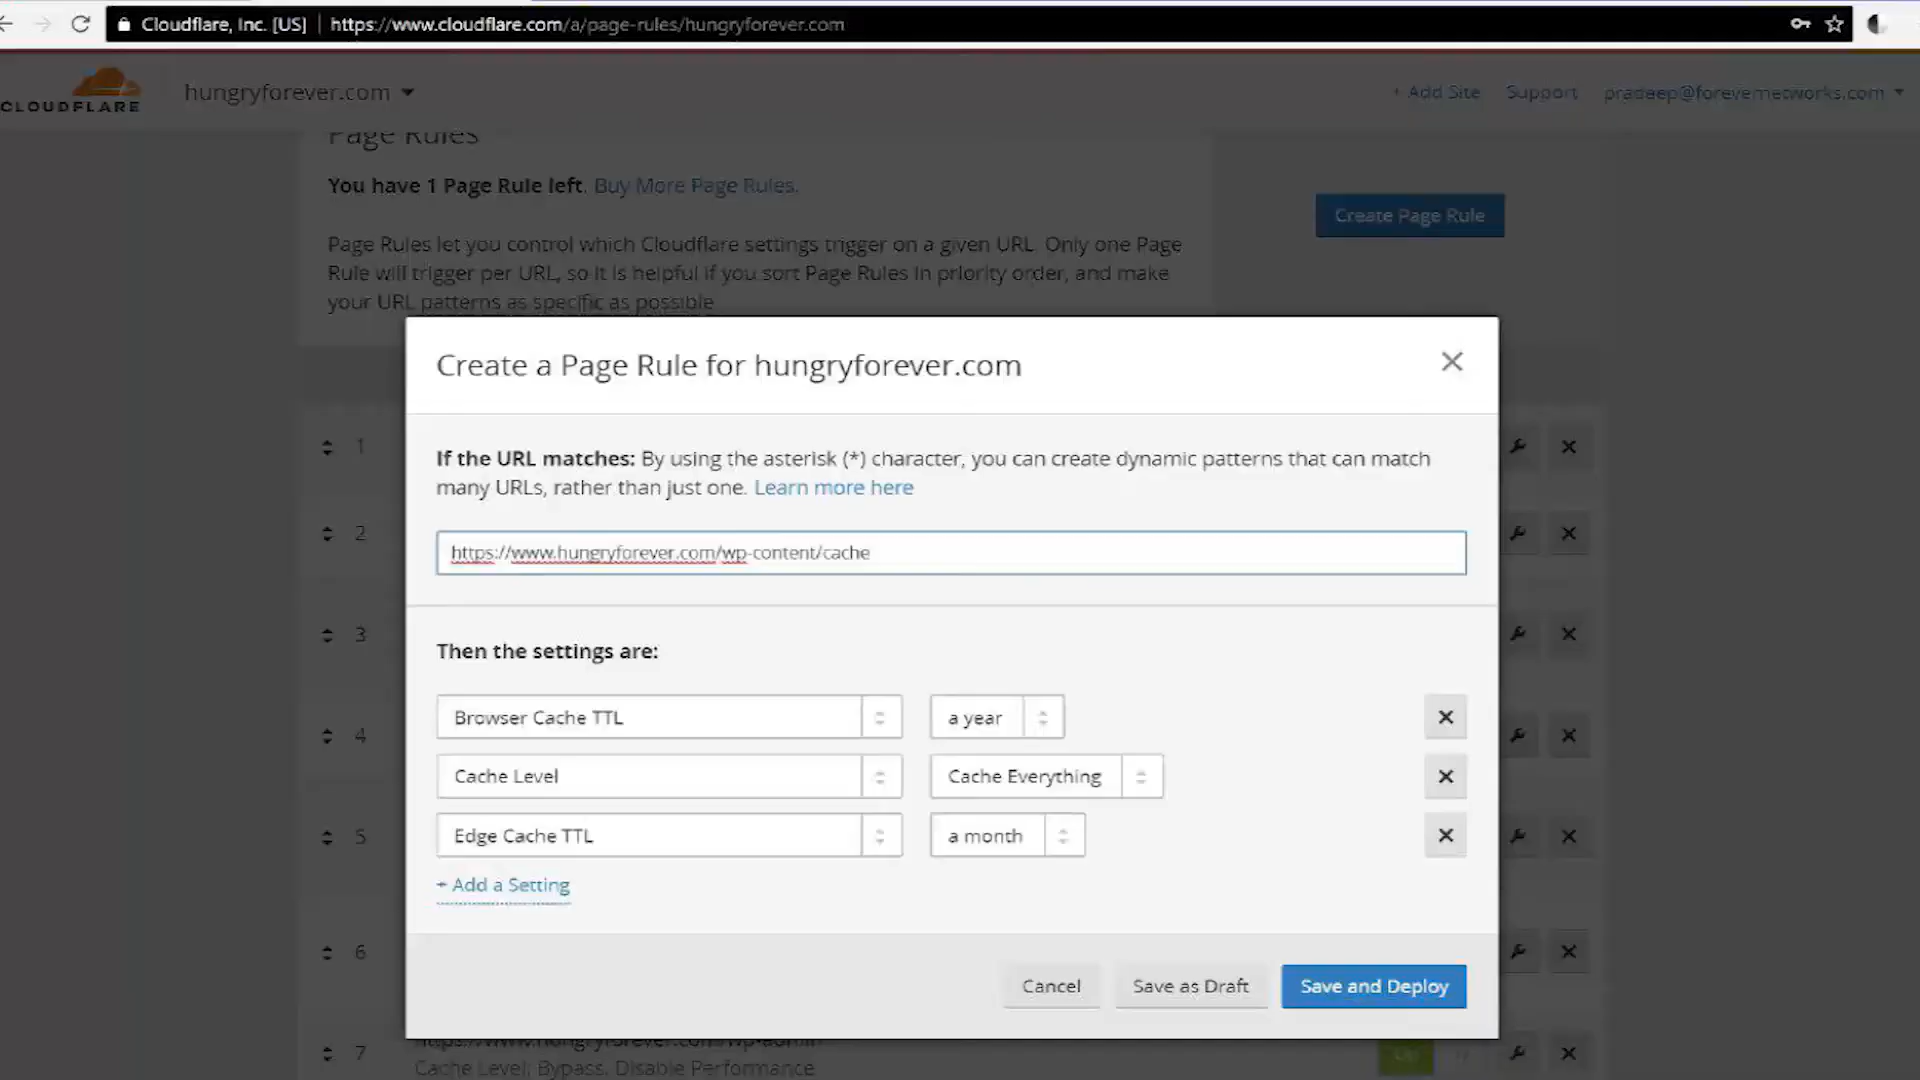 Cloudflare, Inc. [US] | https://www.cloudflare.com/a/page-rules/hungryforever.com
CLOUDFLARE
hungryforever.com
+ Add Site Support pradeep@forevernetworks.com
Page Rules
You have 1 Page Rule left. Buy More Page Rules.
Create Page Rule
Page Rules let you control which Cloudflare settings trigger on a given URL. Only one Page
Rule will trigger per URL, so it is helpful if you sort Page Rules in priority order, and make
your URL patterns as specific as possible
Create a Page Rule for hungryforever.com
1
If the URL matches: By using the asterisk (*) character, you can create dynamic patterns that can match
many URLs, rather than just one. Learn more here
2
https://www.hungryforever.com/wp-content/cache
3
Then the settings are:
4
Browser Cache TTL a year
Cache Level Cache Everything
5
Edge Cache TTL a month
+ Add a Setting
6
Cancel Save as Draft Save and Deploy
7
https://www.hungryforever.com/wp-admin
Cache Level: Bypass, Disable Performance